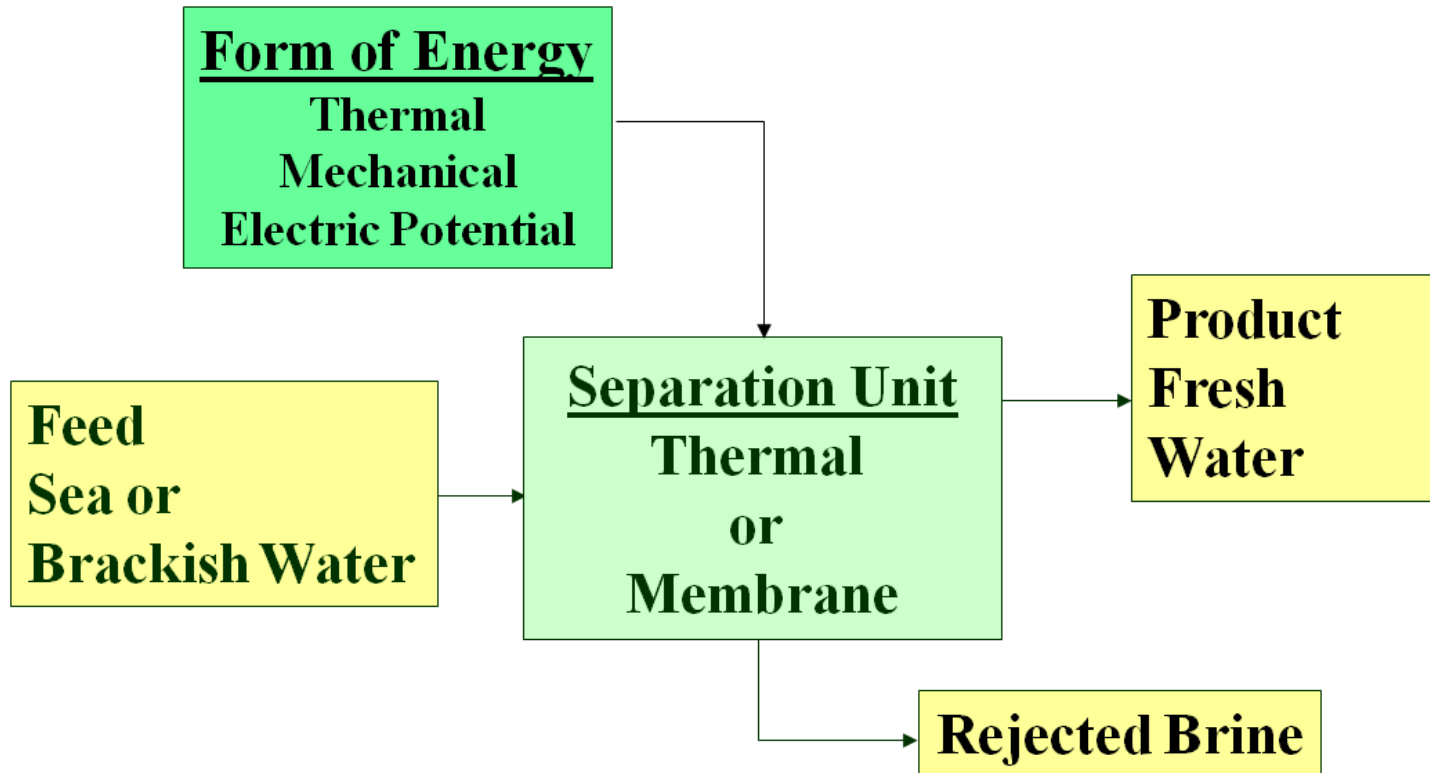 Form of Energy
Thermal
Mechanical
Electric Potential
Feed
Sea or
Brackish Water
Separation Unit
Thermal
or
Membrane
Product
Fresh
Water
Rejected Brine